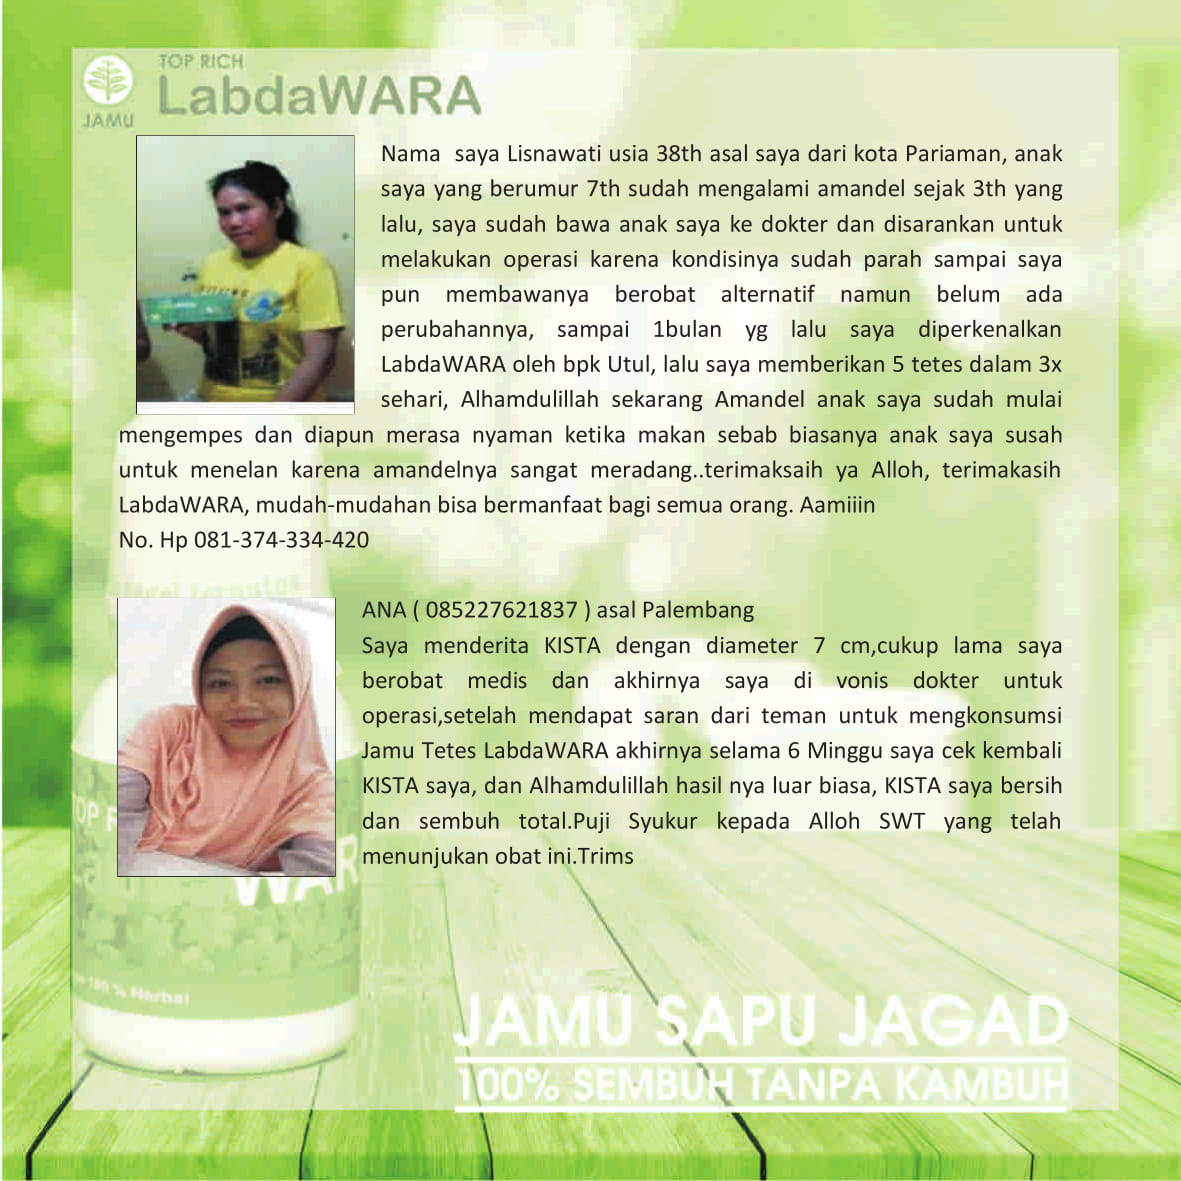 TOP RICH
LabdaWARA
JAMU
Nama saya Lisnawati usia 38th asal saya dari kota Pariaman, anak
saya yang berumur 7th sudah mengalami amandel sejak 3th yang
lalu, saya sudah bawa anak saya ke dokter dan disarankan untuk
melakukan operasi karena kondisinya sudah parah sampai saya
pun membawanya berobat alternatif namun belum ada
perubahannya, sampai 1bulan yg lalu saya diperkenalkan
LabdaWARA oleh bpk Utul, lalu saya memberikan 5 tetes dalam 3x
sehari, Alhamdulillah sekarang Amandel anak saya sudah mulai
mengempes dan diapun merasa nyaman ketika makan sebab biasanya anak saya susah
untuk menelan karena amandelnya sangat meradang..terimaksaih ya Alloh, terimakasih
LabdaWARA, mudah-mudahan bisa bermanfaat bagi semua orang. Aamiiin
No. Hp 081-374-334-420
ANA ( 085227621837 ) asal Palembang
Saya menderita KISTA dengan diameter 7 cm,cukup lama saya
berobat medis dan akhirnya saya di vonis dokter untuk
operasi,setelah mendapat saran dari teman untuk mengkonsumsi
Jamu Tetes LabdaWARA akhirnya selama 6 Minggu saya cek kembali
KISTA saya, dan Alhamdulillah hasil nya luar biasa, KISTA saya bersih
dan sembuh total.Puji Syukur kepada Alloh SWT yang telah
menunjukan obat ini.Trims
TOP R
WAR
100 % Herbal
JAMU SAPU JAGAD
100% SEMBUH TANPA KAMBUH